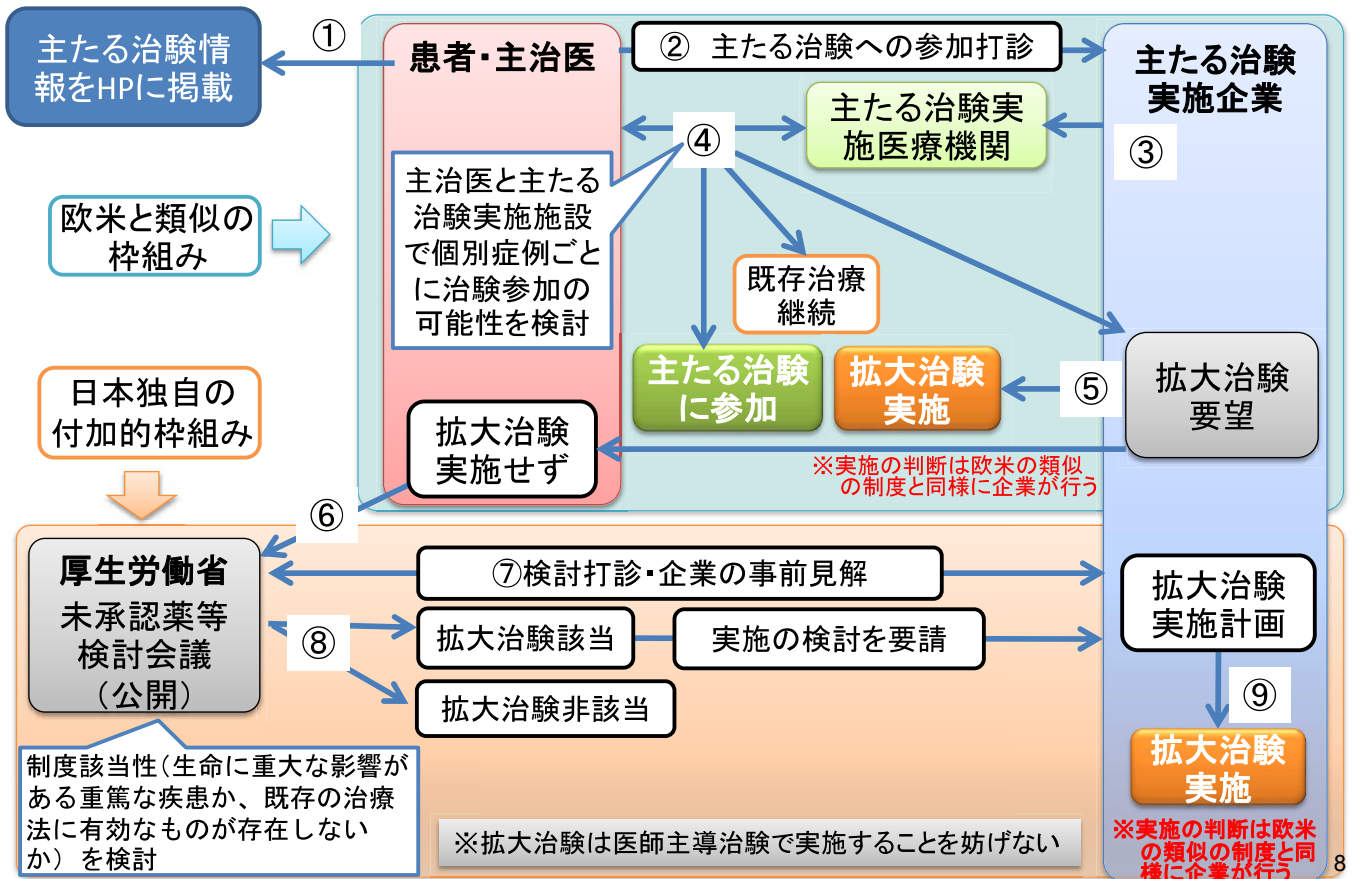 主たる治験情
報をHPに掲載
①
患者・主治医
② 主たる治験への参加打診
主たる治験
実施企業
主たる治験実
施医療機関
③
④
主治医と主たる
治験実施施設
で個別症例ごと
に治験参加の
可能性を検討
欧米と類似の
枠組み
既存治療
継続
主たる治験
に参加
拡大治験
実施
⑤
拡大治験
要望
日本独自の
付加的枠組み
拡大治験
実施せず
※実施の判断は欧米の類似
の制度と同様に企業が行う
⑥
厚生労働省
未承認薬等
検討会議
（公開）
⑦検討打診・企業の事前見解
拡大治験
実施計画
⑧
拡大治験該当
実施の検討を要請
拡大治験非該当
⑨
拡大治験
実施
制度該当性（生命に重大な影響が
ある重篤な疾患か、既存の治療
法に有効なものが存在しない
か）を検討
※拡大治験は医師主導治験で実施することを妨げない
※実施の判断は欧米
の類似の制度と同
様に企業が行う
8